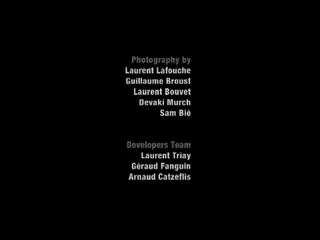 Photography by
Laurent Lafouche
Guillaume Broust
Laurent Bouvet
Devaki Murch
Sam Bié
Developers Team
Laurent Triay
Géraud Fanguin
Arnaud Catzeflis